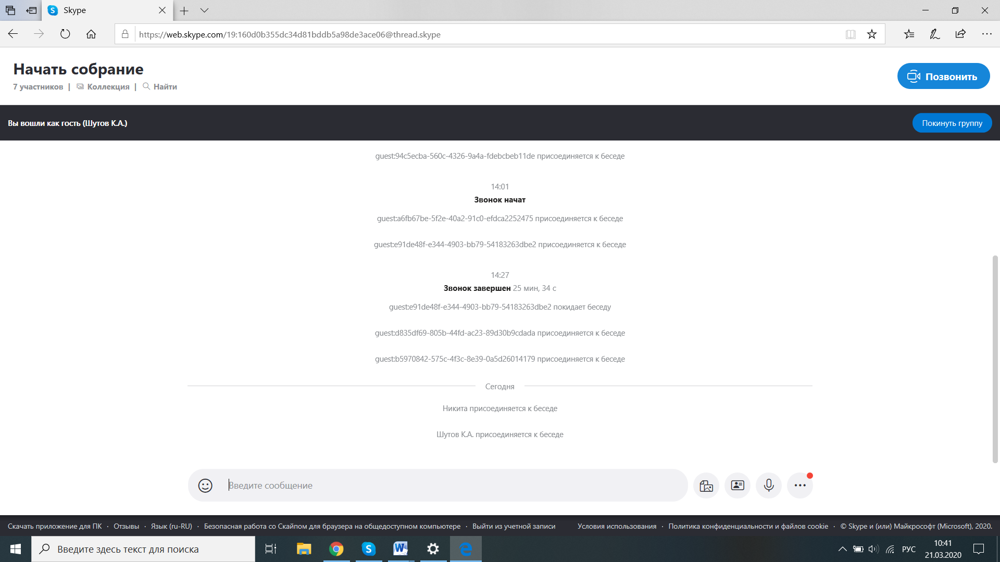 Skype
https://web.skype.com/19:160d0b355dc34d81bddb5a98de3ace06@thread.skype
Начать собрание
7 участников | Коллекция | Найти
Позвонить
Вы вошли как гость (Шутов К.А.)
Покинуть группу
guest:94c5ecba-560c-4326-9a4a-fdebcbeb11de присоединяется к беседе
14:01
Звонок начат
guest:a6fb67be-5f2e-40a2-91c0-efdca2252475 присоединяется к беседе
guest:e91de48f-e344-4903-bb79-54183263dbe2 присоединяется к беседе
14:27
Звонок завершен 25 мин, 34 с
guest:e91de48f-e344-4903-bb79-54183263dbe2 покидает беседу
guest:d835df69-805b-44fd-ac23-89d30b9cdada присоединяется к беседе
guest:b5970842-575c-4f3c-8e39-0a5d26014179 присоединяется к беседе
Сегодня
Никита присоединяется к беседе
Шутов К.А. присоединяется к беседе
Введите сообщение
Скачать приложение для ПК · Отзывы · Язык (ru-RU) · Безопасная работа со Скайпом для браузера на общедоступном компьютере · Выйти из учетной записи
Условия использования · Политика конфиденциальности и файлов cookie · © Skype и (или) Майкрософт (Microsoft), 2020.
Введите здесь текст для поиска
РУС
10:41
21.03.2020